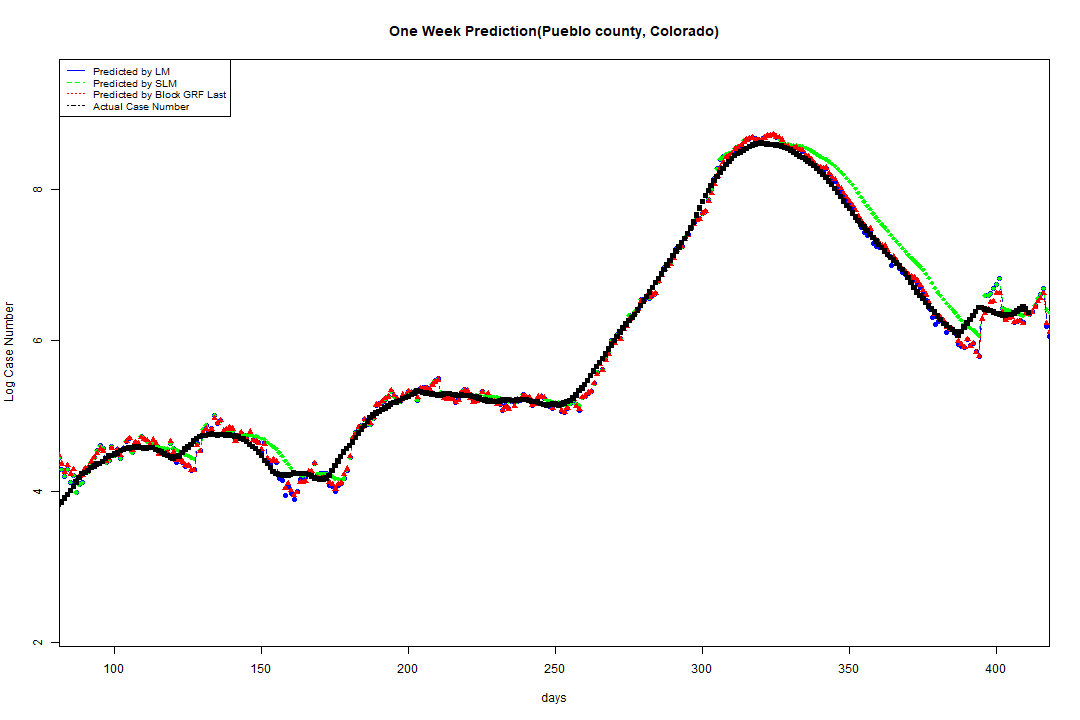 One Week Prediction(Pueblo county, Colorado)
Predicted by LM
Predicted by SLM
Predicted by Block GRF Last
Actual Case Number
Log Case Number
8
6
4
2
100 150 200 250 300 350 400
days